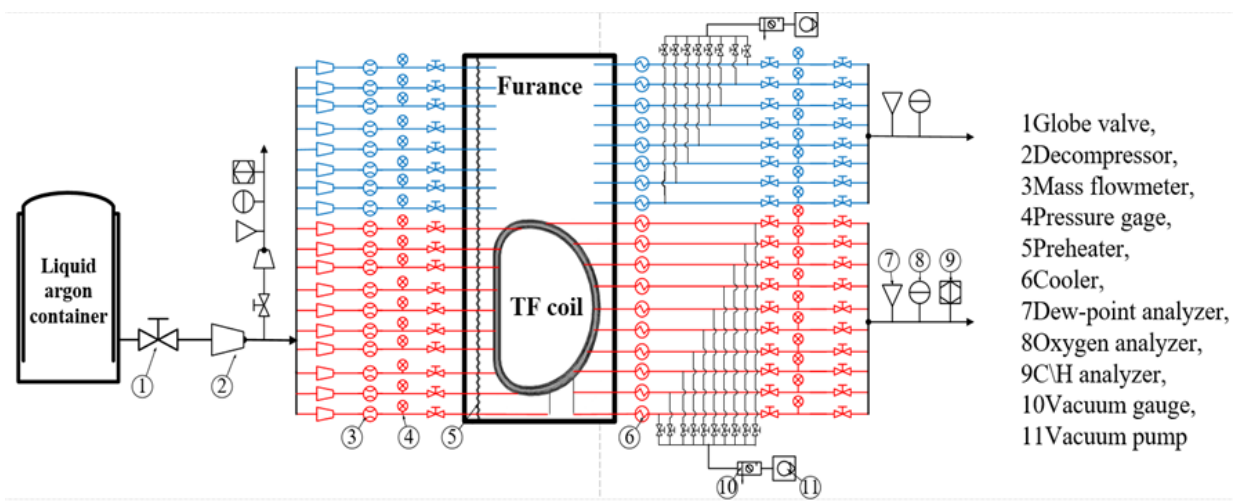 Furance
Liquid
argon
container
TF coil
①
②
③
④
⑤
⑥
⑦
⑧
⑨
⑩
⑪
1Globe valve,
2Decompressor,
3Mass flowmeter,
4Pressure gage,
5Preheater,
6Cooler,
7Dew-point analyzer,
8Oxygen analyzer,
9C\H analyzer,
10Vacuum gauge,
11Vacuum pump